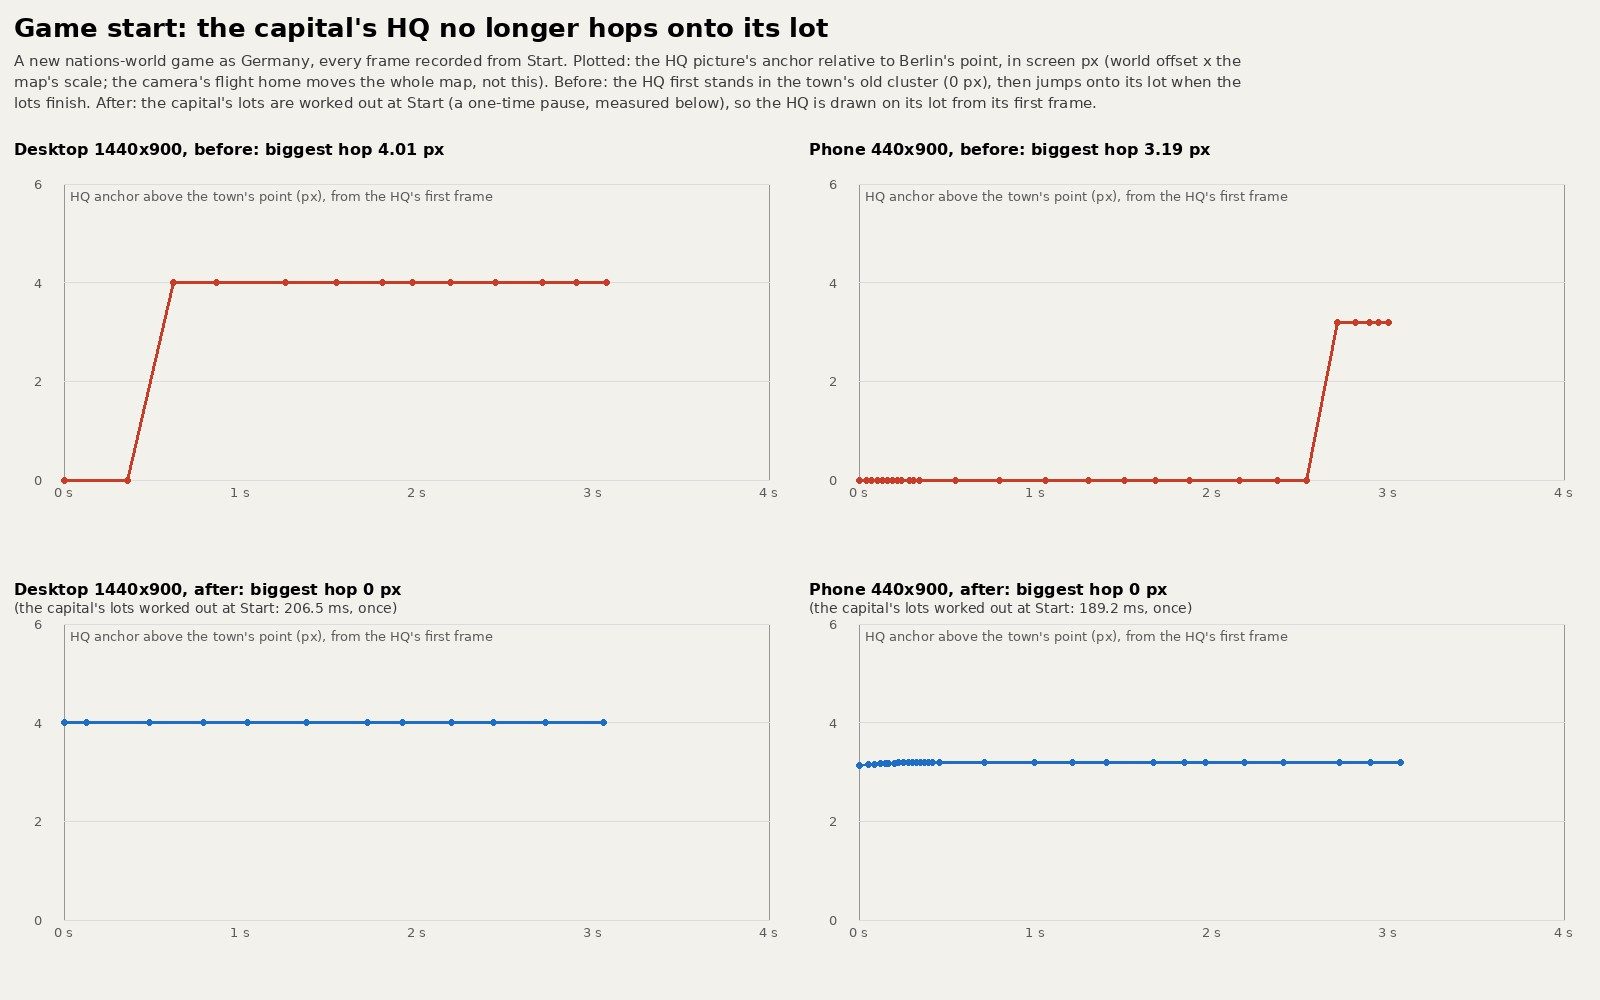 Game start: the capital's HQ no longer hops onto its lot
A new nations-world game as Germany, every frame recorded from Start. Plotted: the HQ picture's anchor relative to Berlin's point, in screen px (world offset x the
map's scale; the camera's flight home moves the whole map, not this). Before: the HQ first stands in the town's old cluster (0 px), then jumps onto its lot when the
lots finish. After: the capital's lots are worked out at Start (a one-time pause, measured below), so the HQ is drawn on its lot from its first frame.
Desktop 1440x900, before: biggest hop 4.01 px
HQ anchor above the town's point (px), from the HQ's first frame
6
4
2
0
0 s 1 s 2 s 3 s 4 s
Phone 440x900, before: biggest hop 3.19 px
HQ anchor above the town's point (px), from the HQ's first frame
6
4
2
0
0 s 1 s 2 s 3 s 4 s
Desktop 1440x900, after: biggest hop 0 px
(the capital's lots worked out at Start: 206.5 ms, once)
HQ anchor above the town's point (px), from the HQ's first frame
6
4
2
0
0 s 1 s 2 s 3 s 4 s
Phone 440x900, after: biggest hop 0 px
(the capital's lots worked out at Start: 189.2 ms, once)
HQ anchor above the town's point (px), from the HQ's first frame
6
4
2
0
0 s 1 s 2 s 3 s 4 s